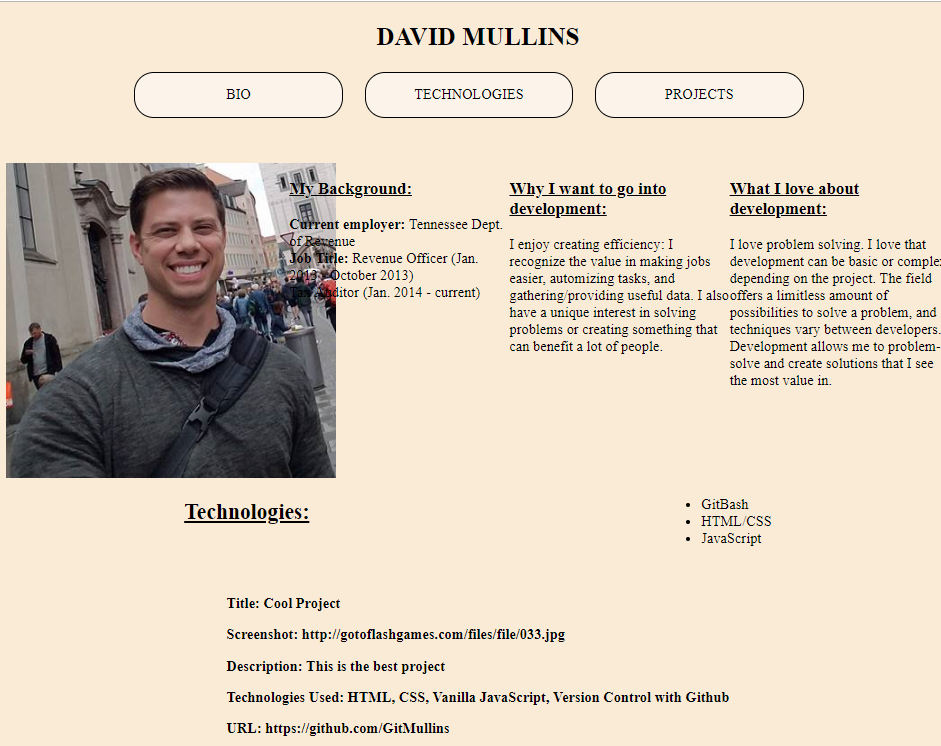 DAVID MULLINS
BIO
TECHNOLOGIES
PROJECTS
My Background:
Current employer: Tennessee Dept.
of Revenue
Job Title: Revenue Officer (Jan.
2013 - October 2013)
Tax Auditor (Jan. 2014 - current)
Why I want to go into
development:
I enjoy creating efficiency: I
recognize the value in making jobs
easier, automizing tasks, and
gathering/providing useful data. I also
have a unique interest in solving
problems or creating something that
can benefit a lot of people.
What I love about
development:
I love problem solving. I love that
development can be basic or comple
depending on the project. The field
offers a limitless amount of
possibilities to solve a problem, and
techniques vary between developers.
Development allows me to problem-
solve and create solutions that I see
the most value in.
Technologies:
• GitBash
• HTML/CSS
• JavaScript
Title: Cool Project
Screenshot: http://gotoflashgames.com/files/file/033.jpg
Description: This is the best project
Technologies Used: HTML, CSS, Vanilla JavaScript, Version Control with Github
URL: https://github.com/GitMullins